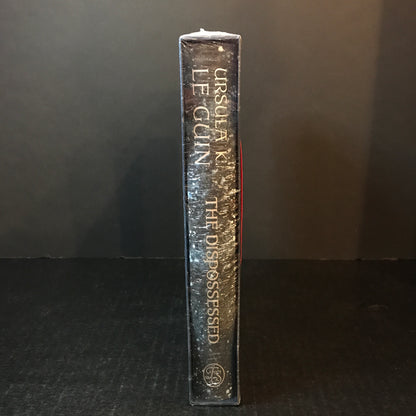 URSULA K.
LE GUIN
THE DISPOSSESSED